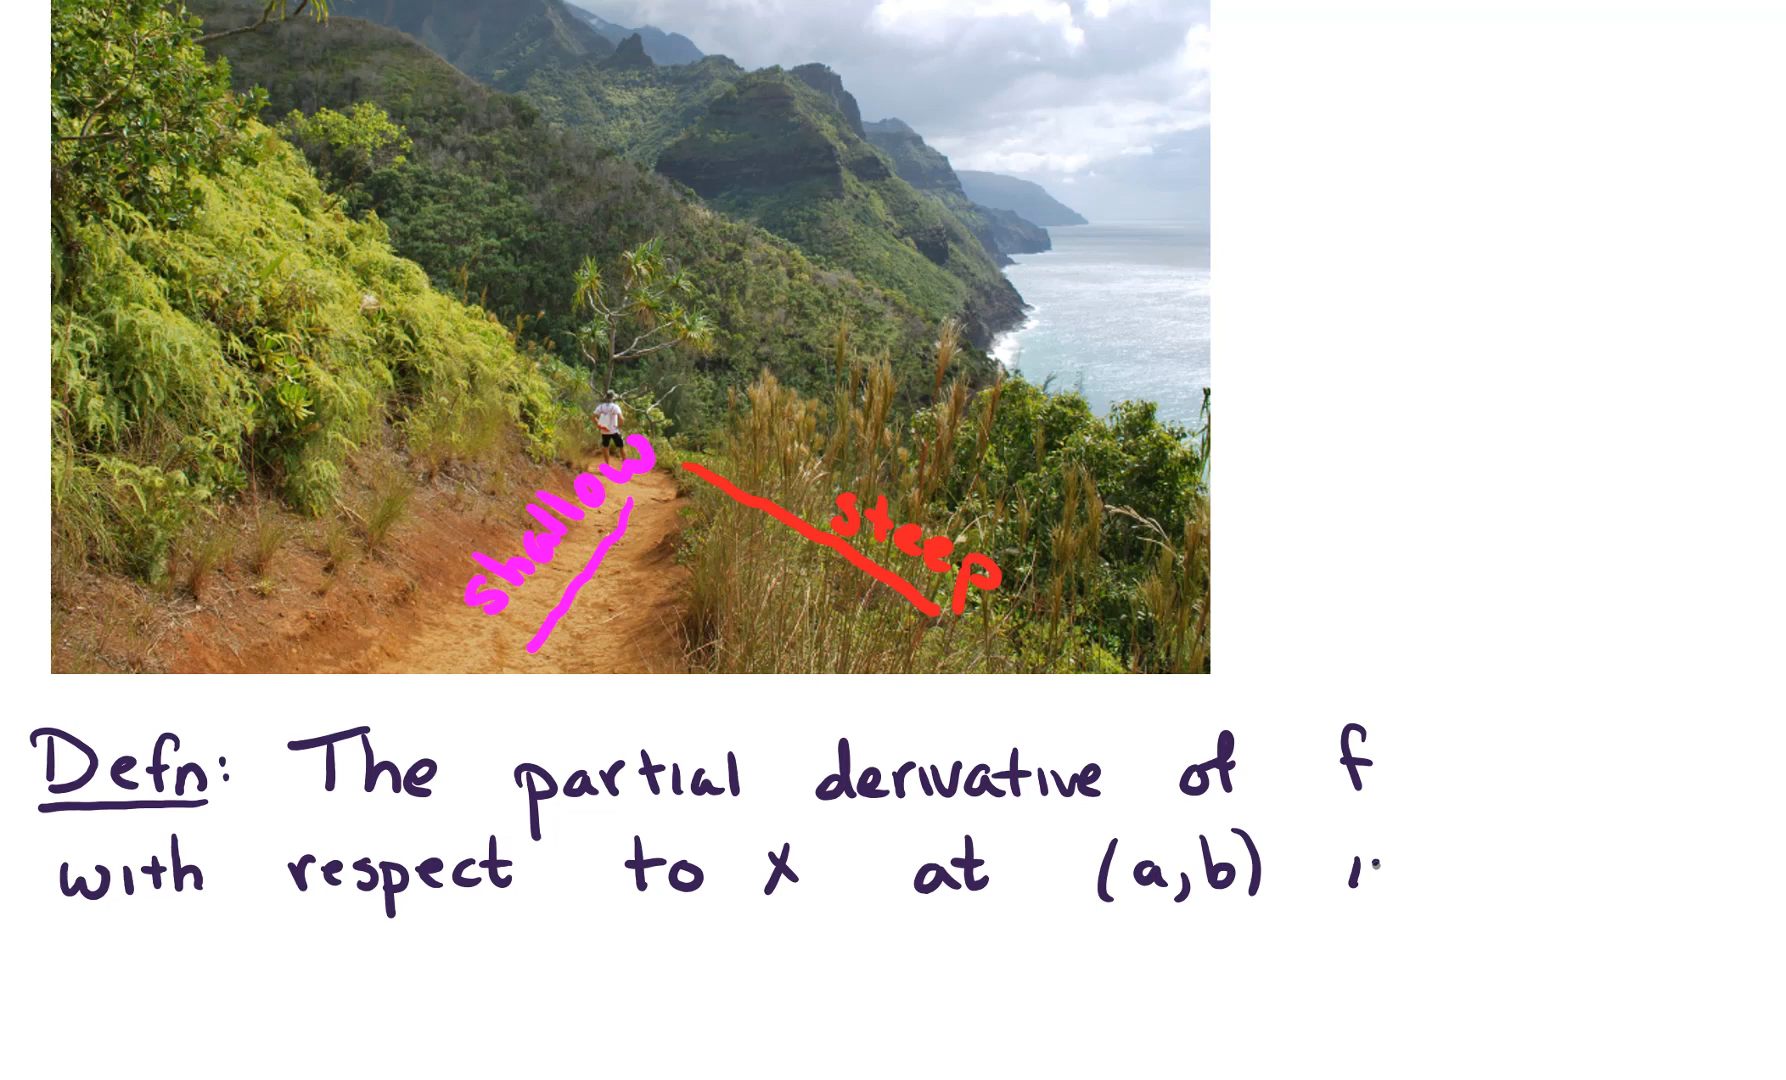 shallow
steep
Defn: The partial derivative of f
with respect to x at (a,b)